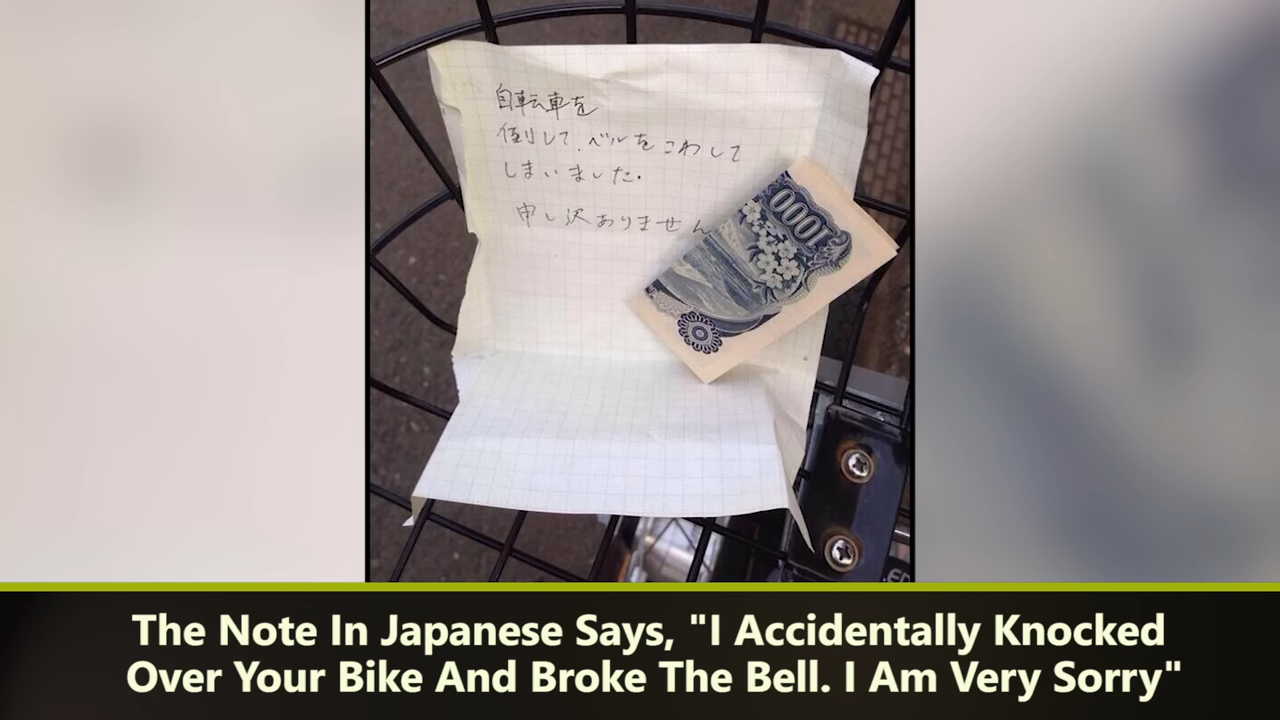 自転車を
倒して、ベルをこわして
しまいました.
申し訳ありません
1000
The Note In Japanese Says, "I Accidentally Knocked
Over Your Bike And Broke The Bell. I Am Very Sorry"